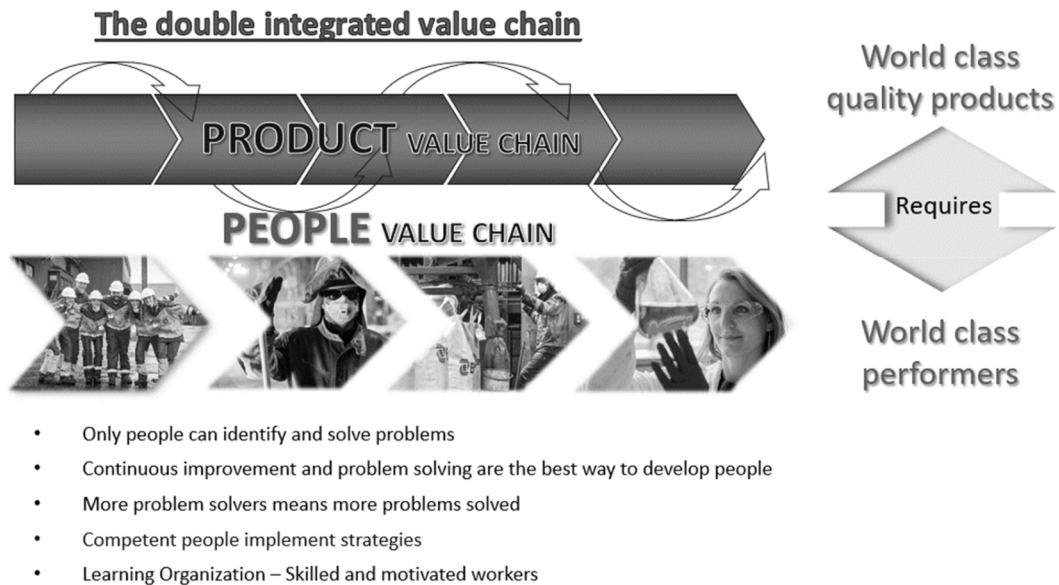 The double integrated value chain
PRODUCT VALUE CHAIN
PEOPLE VALUE CHAIN
World class
quality products
Requires
World class
performers
• Only people can identify and solve problems
• Continuous improvement and problem solving are the best way to develop people
• More problem solvers means more problems solved
• Competent people implement strategies
• Learning Organization – Skilled and motivated workers